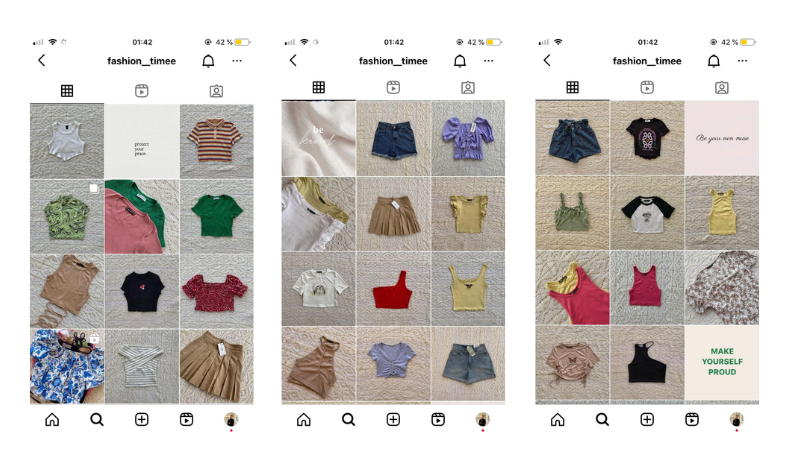 01:42
42 %
fashion__timee
protect
your
peace.
01:42
42 %
fashion__timee
be
kind
01:42
42 %
fashion__timee
Be your own muse
MAKE
YOURSELF
PROUD